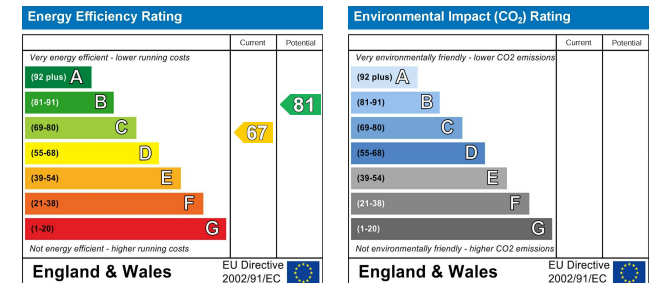 Energy Efficiency Rating
Current Potential
Very energy efficient - lower running costs
(92 plus) A
(81-91) B
(69-80) C
(55-68) D
(39-54) E
(21-38) F
(1-20) G
67
81
Not energy efficient - higher running costs
England & Wales
EU Directive
2002/91/EC
Environmental Impact (CO₂) Rating
Current Potential
Very environmentally friendly - lower CO2 emissions
(92 plus) A
(81-91) B
(69-80) C
(55-68) D
(39-54) E
(21-38) F
(1-20) G
Not environmentally friendly - higher CO2 emissions
England & Wales
EU Directive
2002/91/EC